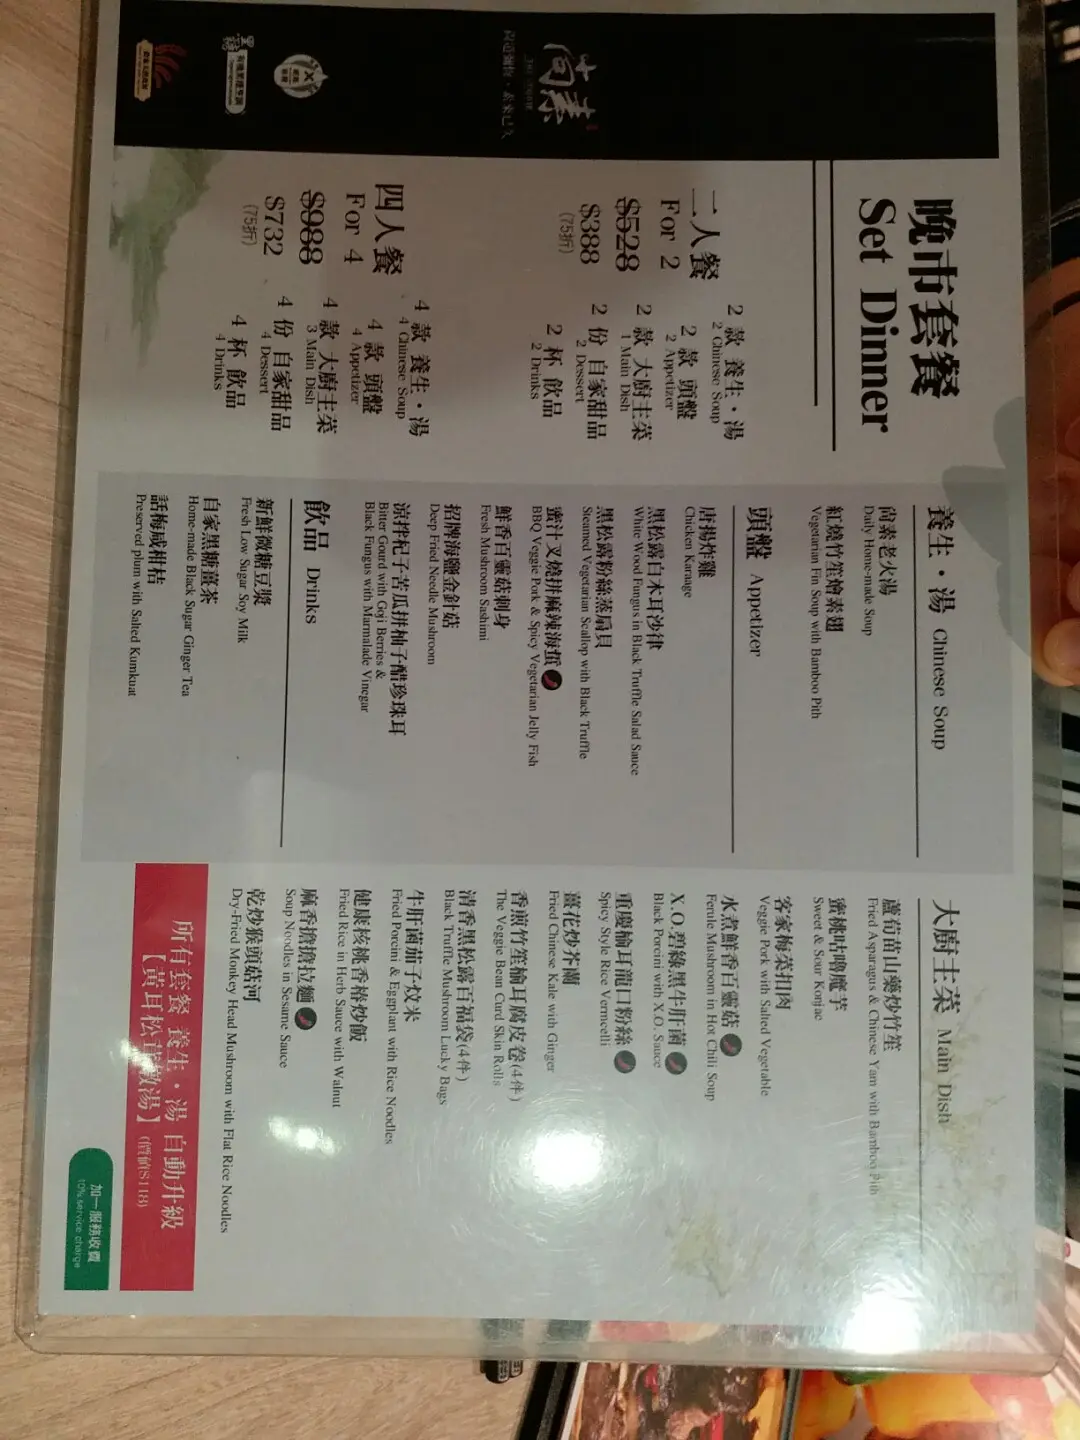 尚素
晚市套餐
Set Dinner
二人餐
For 2
$528
$388
(75折)
2 款 養生・湯
2 Chinese Soup
2 款 頭盤
2 Appetizer
2 款 大廚主菜
1 Main Dish
2 份 自家甜品
2 Dessert
2 杯 飲品
2 Drinks
四人餐
For 4
$988
$732
(75折)
4 款 養生・湯
4 Chinese Soup
4 款 頭盤
4 Appetizer
4 款 大廚主菜
3 Main Dish
4 份 自家甜品
4 Dessert
4 杯 飲品
4 Drinks
養生・湯 Chinese Soup
尚素老火湯
Daily Home-made Soup
紅燒竹笙燴素翅
Vegetarian Fin Soup with Bamboo Pith
頭盤 Appetizer
唐揚炸雞
Chicken Karaage
黑松露白木耳沙律
White Wood Fungus in Black Truffle Salad Sauce
黑松露粉絲蒸扇貝
Steamed Vegetarian Scallop with Black Truffle
蜜汁叉燒拼麻辣海蜇
BBQ Veggie Pork & Spicy Vegetarian Jelly Fish
鮮香百靈菇刺身
Fresh Mushroom Sashimi
招牌海鹽金針菇
Deep Fried Needle Mushroom
涼拌杞子苦瓜拼柚子醋珍珠耳
Bitter Gourd with Goji Berries &
Black Fungus with Marmalade Vinegar
飲品 Drinks
新鮮微糖豆漿
Fresh Low Sugar Soy Milk
自家黑糖薑茶
Home-made Black Sugar Ginger Tea
話梅咸柑桔
Preserved plum with Salted Kumkuat
大廚主菜 Main Dish
蘆荀苗山藥炒竹笙
Fried Asparagus & Chinese Yam with Bamboo Pith
蜜桃咕嚕魔芋
Sweet & Sour Konjac
客家梅菜扣肉
Veggie Pork with Salted Vegetable
水煮鮮香百靈菇
Ferule Mushroom in Hot Chili Soup
X.O.碧綠黑牛肝菌
Black Porcini with X.O. Sauce
重慶榆耳龍口粉絲
Spicy Style Rice Vermicelli
薑花炒芥蘭
Fried Chinese Kale with Ginger
香煎竹笙榆耳腐皮卷(4件)
The Veggie Bean Curd Skin Rolls
清香黑松露百福袋(4件)
Black Truffle Mushroom Lucky Bags
牛肝菌茄子炆米
Fried Porcini & Eggplant with Rice Noodles
健康核桃香椿炒飯
Fried Rice in Herb Sauce with Walnut
麻香擔擔拉麵
Soup Noodles in Sesame Sauce
乾炒猴頭菇河
Dry-Fried Monkey Head Mushroom with Flat Rice Noodles
所有套餐 養生・湯 自動升級
【黃耳松茸燉湯】(價值$118)
加一服務收費
10% service charge